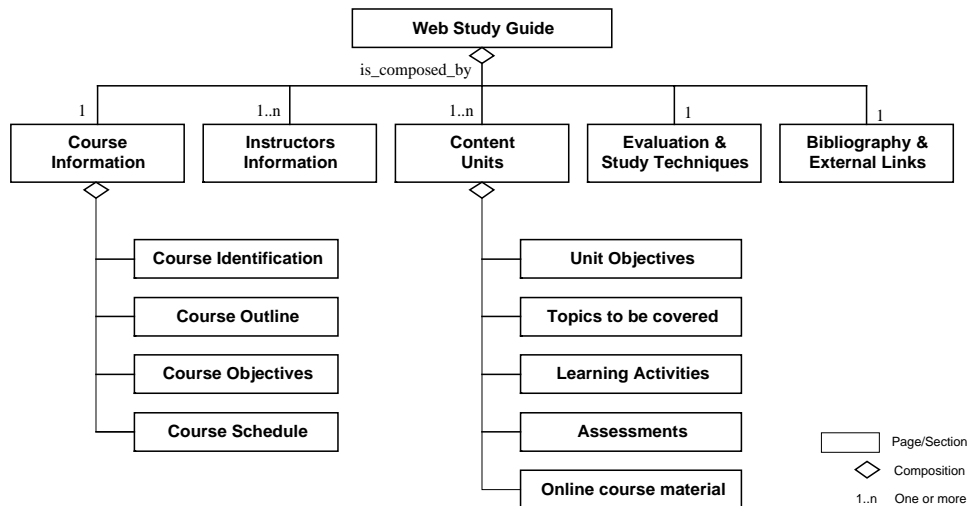 Web Study Guide
is_composed_by
1
1..n
1..n
1
1
Course
Information
Instructors
Information
Content
Units
Evaluation &
Study Techniques
Bibliography &
External Links
Course Identification
Course Outline
Course Objectives
Course Schedule
Unit Objectives
Topics to be covered
Learning Activities
Assessments
Online course material
Page/Section
Composition
1..n One or more